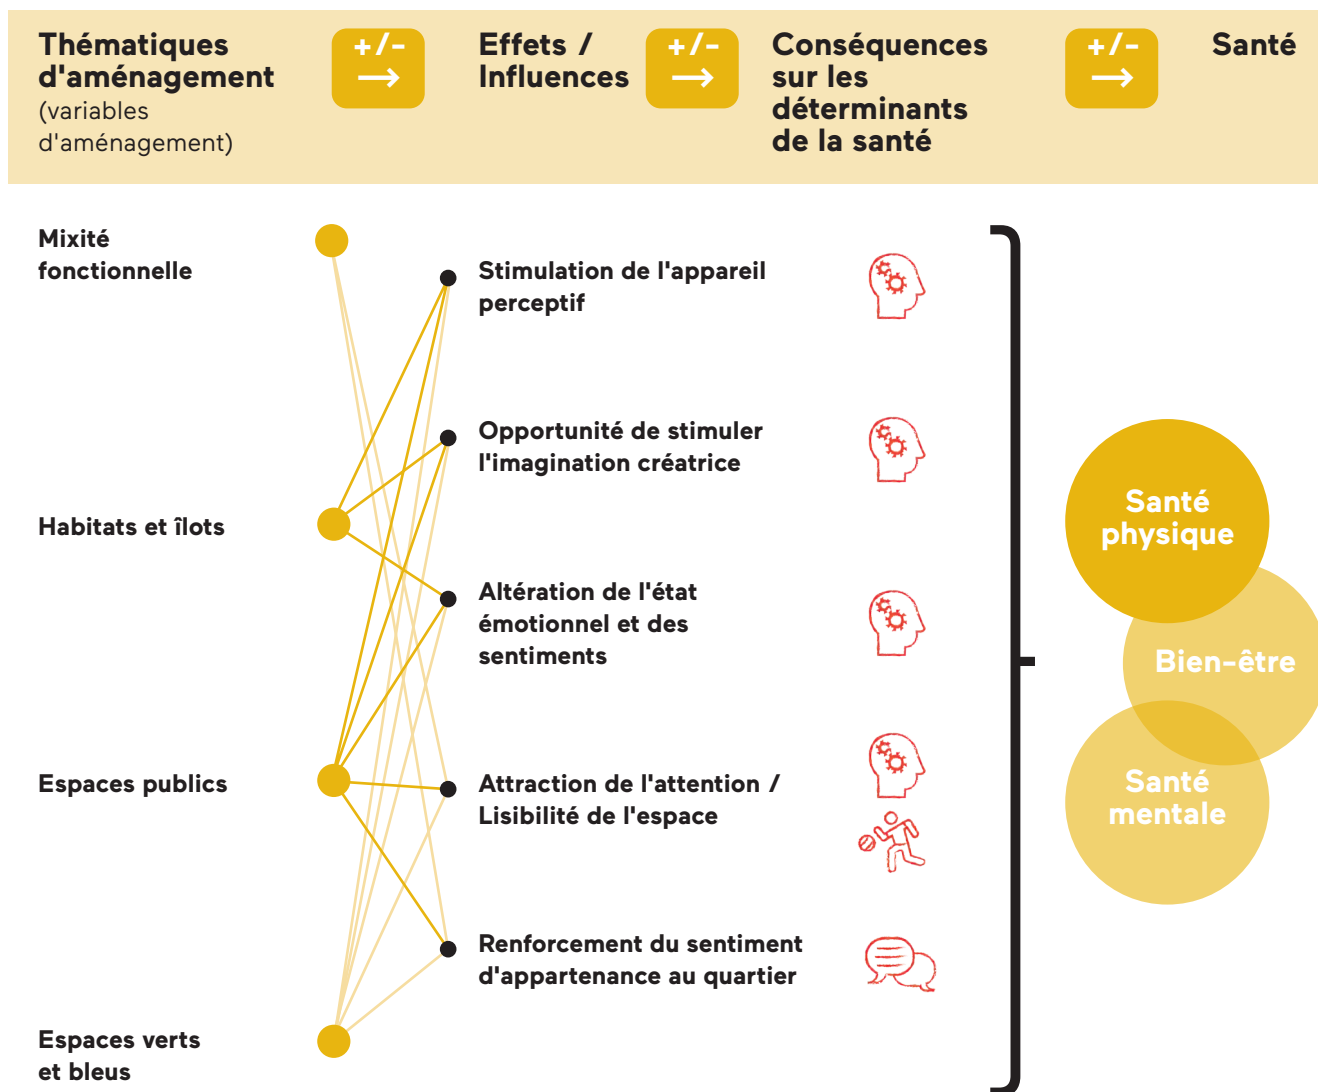 Thématiques
d'aménagement
(variables
d'aménagement)
+/-
→
Effets /
Influences
+/-
→
Conséquences
sur les
déterminants
de la santé
+/-
→
Santé
Mixité
fonctionnelle
Habitats et îlots
Espaces publics
Espaces verts
et bleus
Stimulation de l'appareil
perceptif
Opportunité de stimuler
l'imagination créatrice
Altération de l'état
émotionnel et des
sentiments
Attraction de l'attention /
Lisibilité de l'espace
Renforcement du sentiment
d'appartenance au quartier
Santé
physique
Bien-être
Santé
mentale